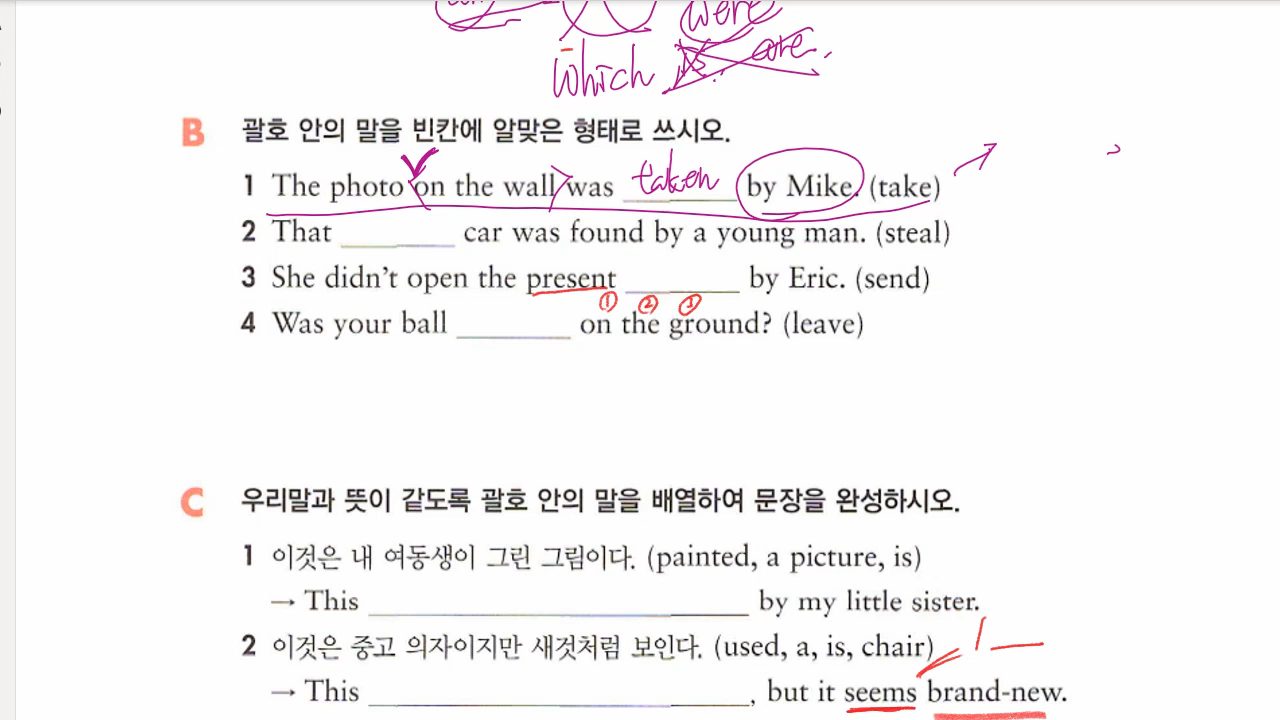 were
which is. are.
B 괄호 안의 말을 빈칸에 알맞은 형태로 쓰시오.
1 The photo on the wall was taken by Mike. (take)
2 That ________ car was found by a young man. (steal)
3 She didn't open the present ________ by Eric. (send)
① ② ③
4 Was your ball ________ on the ground? (leave)
C 우리말과 뜻이 같도록 괄호 안의 말을 배열하여 문장을 완성하시오.
1 이것은 내 여동생이 그린 그림이다. (painted, a picture, is)
→ This ________ by my little sister.
2 이것은 중고 의자이지만 새것처럼 보인다. (used, a, is, chair)
→ This ________, but it seems brand-new.